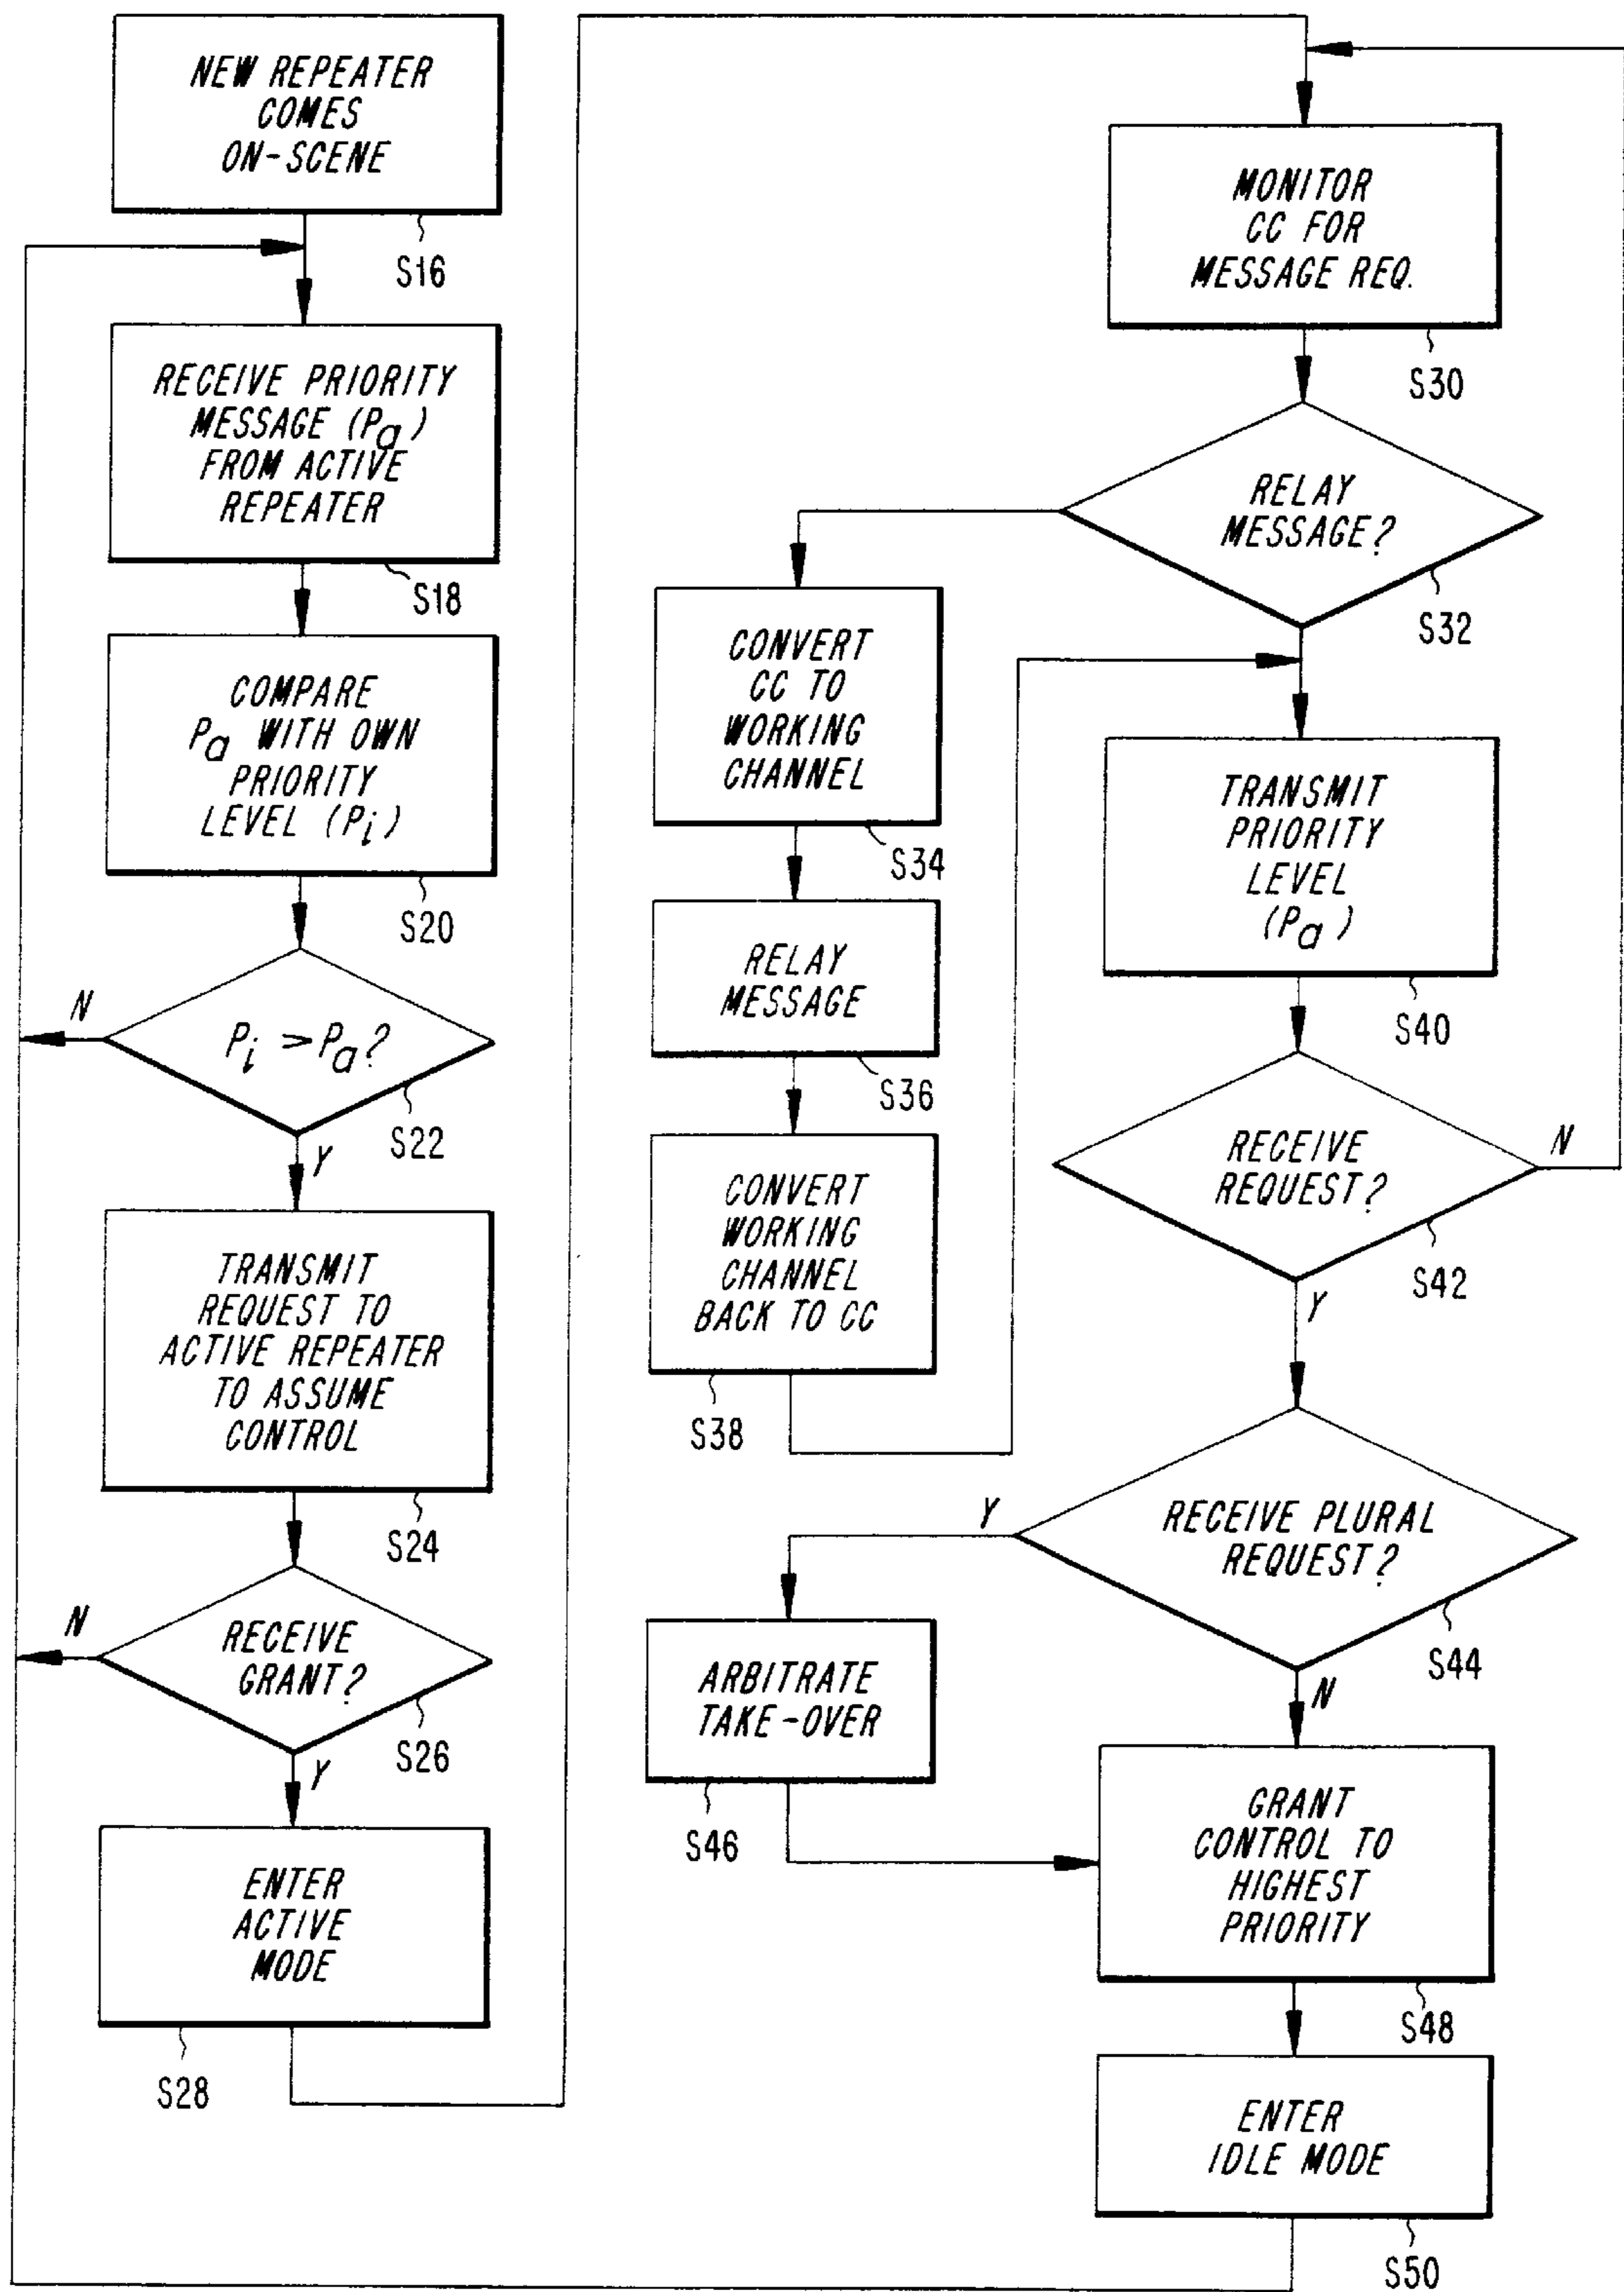 NEW REPEATER
COMES
ON-SCENE
S16
RECEIVE PRIORITY
MESSAGE (Pa)
FROM ACTIVE
REPEATER
S18
COMPARE
Pa WITH OWN
PRIORITY
LEVEL (Pi)
S20
N
Pi > Pa?
S22
Y
TRANSMIT
REQUEST TO
ACTIVE REPEATER
TO ASSUME
CONTROL
S24
N
RECEIVE
GRANT?
S26
Y
ENTER
ACTIVE
MODE
S28
MONITOR
CC FOR
MESSAGE REQ.
S30
RELAY
MESSAGE?
S32
CONVERT
CC TO
WORKING
CHANNEL
S34
RELAY
MESSAGE
S36
CONVERT
WORKING
CHANNEL
BACK TO CC
S38
TRANSMIT
PRIORITY
LEVEL
(Pa)
S40
RECEIVE
REQUEST?
N
S42
Y
RECEIVE PLURAL
REQUEST?
Y
S44
N
ARBITRATE
TAKE-OVER
S46
GRANT
CONTROL TO
HIGHEST
PRIORITY
S48
ENTER
IDLE MODE
S50